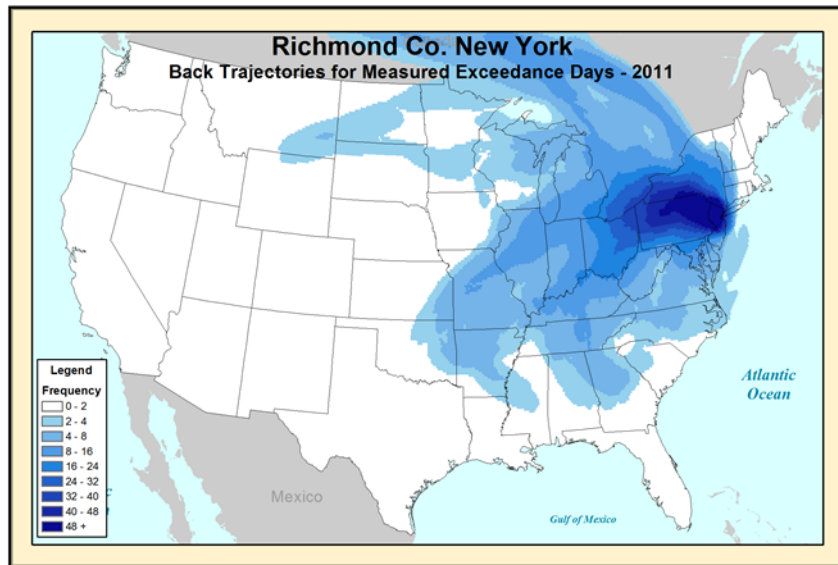 Richmond Co. New York
Back Trajectories for Measured Exceedance Days - 2011
Legend
Frequency
0 - 2
2 - 4
4 - 8
8 - 16
16 - 24
24 - 32
32 - 40
40 - 48
48 +
Atlantic
Ocean
Mexico
Gulf of Mexico